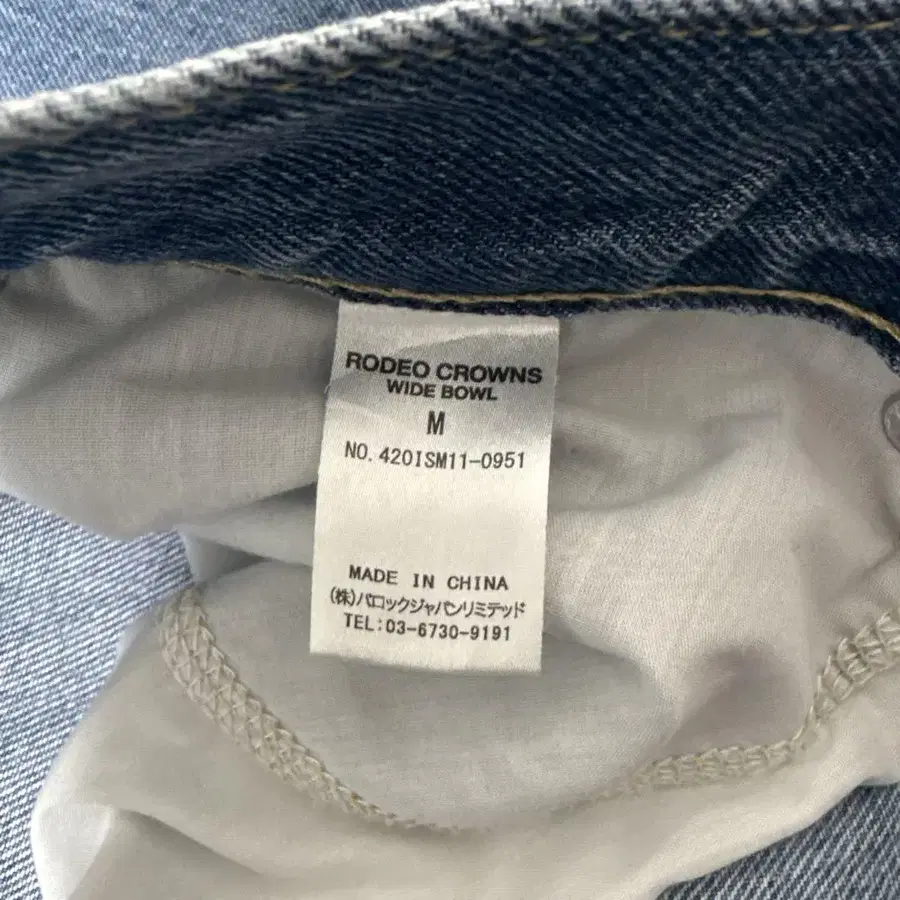 RODEO CROWNS
WIDE BOWL
M
NO.420ISM11-0951
MADE IN CHINA
(株)バロックジャパンリミテッド
TEL:03-6730-9191